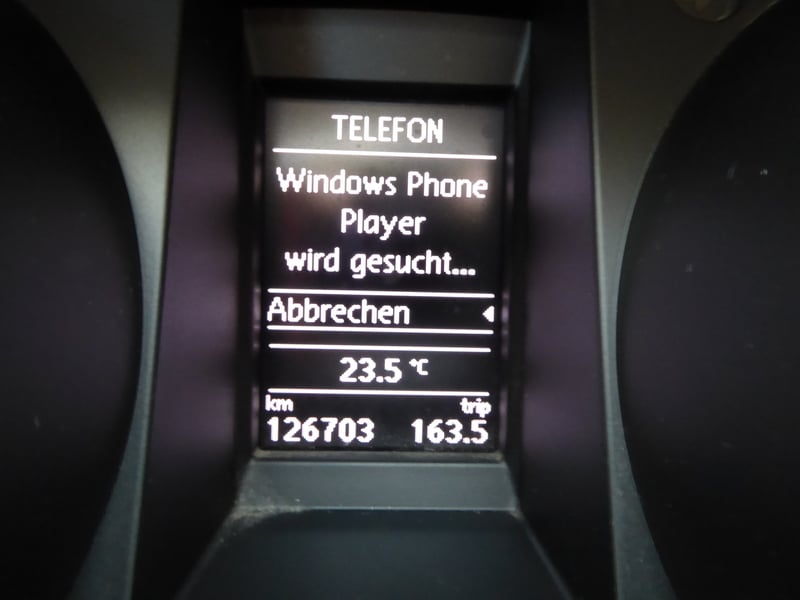 TELEFON
Windows Phone
Player
wird gesucht...
Abbrechen
23.5 °C
km trip
126703 163.5